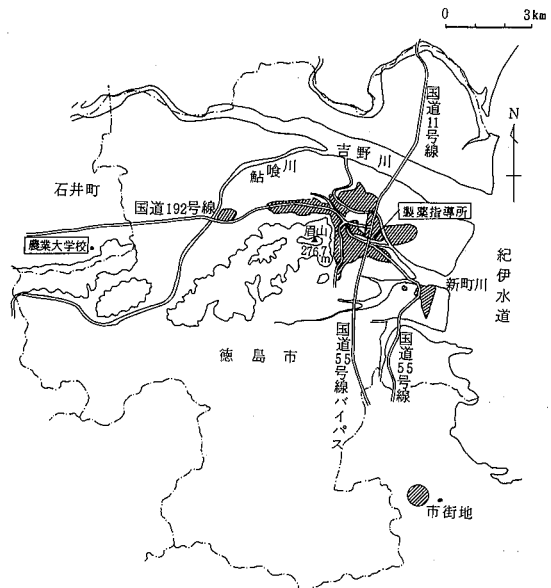 0 3km
国道11号線
N
吉野川
鮎喰川
石井町
国道192号線
製薬指導所
農業大学校
眉山
276.7m
新町川
紀伊水道
徳島市
国道55号線バイパス
国道55号線
市街地